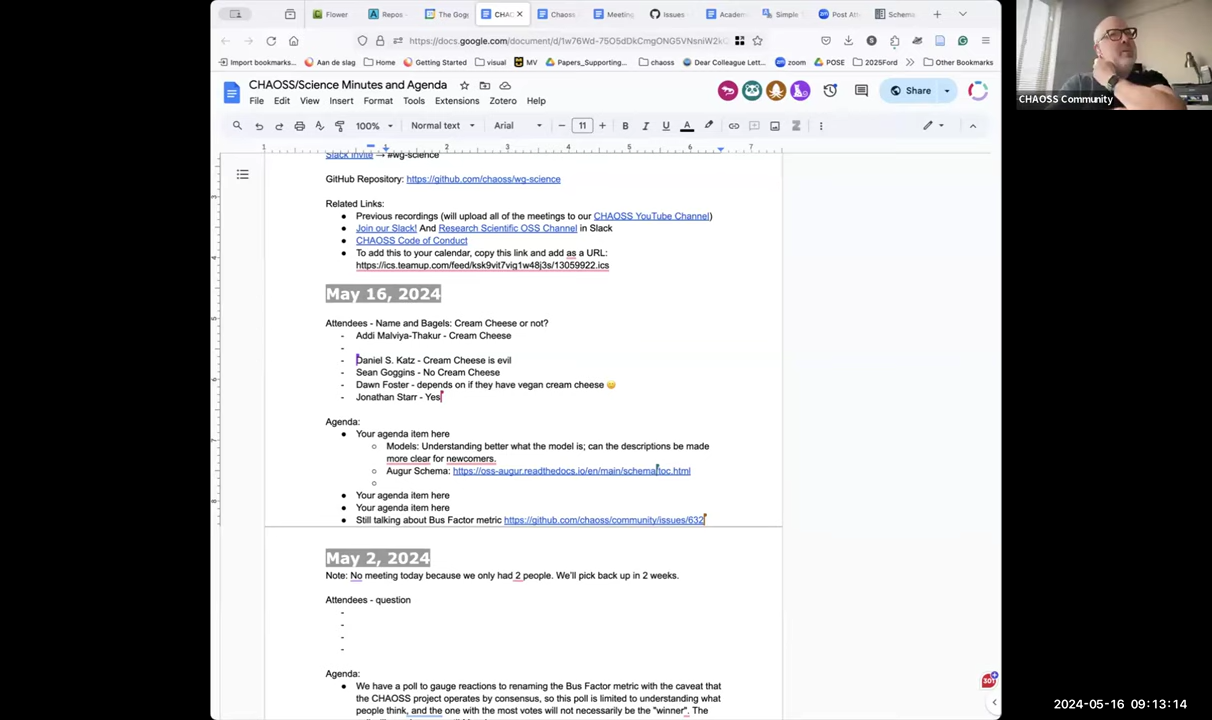 Flower
Repos -
The Gog
CHAO
Chaoss
Meeting
Issues ·
Academ
Simple T
Post Att
Schema
https://docs.google.com/document/d/1w76Wd-75O5dDkCmgONG5VNsniW2k
Import bookmarks...
Aan de slag
Home
Getting Started
visual
MV
Papers_Supporting...
chaoss
Dear Colleague Lett...
zoom
POSE
2025Ford
Other Bookmarks
CHAOSS/Science Minutes and Agenda
File Edit View Insert Format Tools Extensions Zotero Help
Share
100% Normal text Arial 11 B I U A
1 1 2 3 4 5 6 7
Slack Invite → #wg-science
GitHub Repository: https://github.com/chaoss/wg-science
Related Links:
● Previous recordings (will upload all of the meetings to our CHAOSS YouTube Channel)
● Join our Slack! And Research Scientific OSS Channel in Slack
● CHAOSS Code of Conduct
● To add this to your calendar, copy this link and add as a URL:
https://ics.teamup.com/feed/ksk9vit7vig1w48j3s/13059922.ics
May 16, 2024
Attendees - Name and Bagels: Cream Cheese or not?
- Addi Malviya-Thakur - Cream Cheese
-
- Daniel S. Katz - Cream Cheese is evil
- Sean Goggins - No Cream Cheese
- Dawn Foster - depends on if they have vegan cream cheese 😊
- Jonathan Starr - Yes
Agenda:
● Your agenda item here
○ Models: Understanding better what the model is; can the descriptions be made
more clear for newcomers.
○ Augur Schema: https://oss-augur.readthedocs.io/en/main/schema/toc.html
○
● Your agenda item here
● Your agenda item here
● Still talking about Bus Factor metric https://github.com/chaoss/community/issues/632
May 2, 2024
Note: No meeting today because we only had 2 people. We'll pick back up in 2 weeks.
Attendees - question
-
-
-
-
Agenda:
● We have a poll to gauge reactions to renaming the Bus Factor metric with the caveat that
the CHAOSS project operates by consensus, so this poll is limited to understanding what
people think, and the one with the most votes will not necessarily be the "winner". The
301
CHAOSS Community
2024-05-16 09:13:14